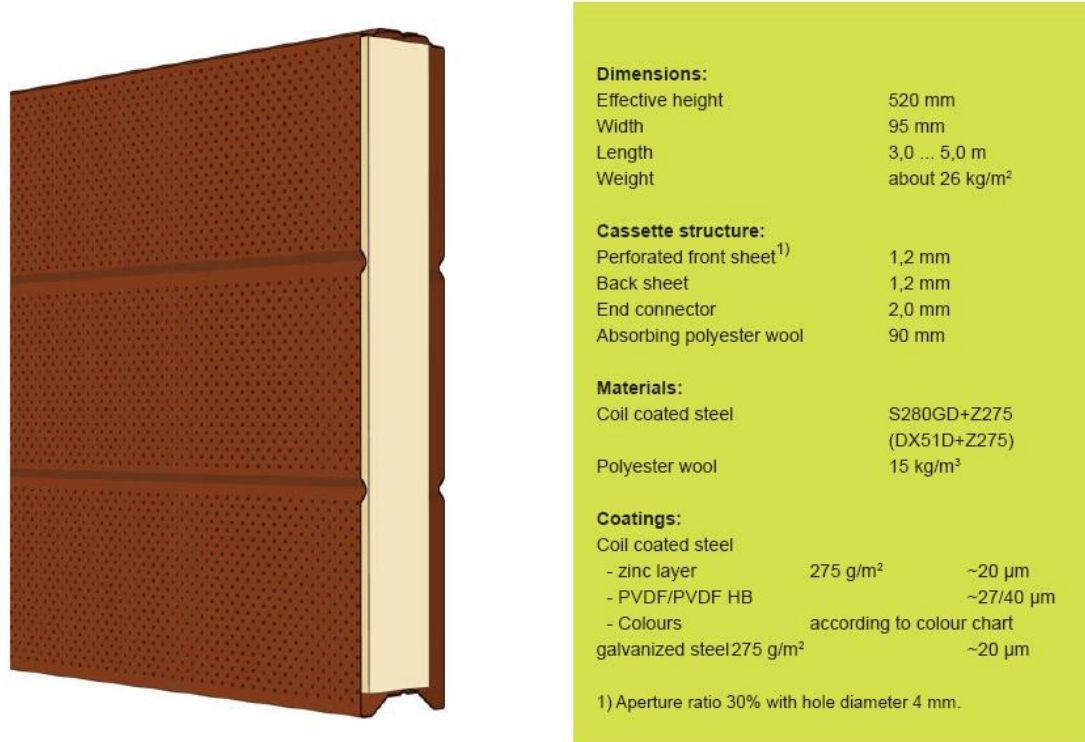 Dimensions:
Effective height 520 mm
Width 95 mm
Length 3,0 ... 5,0 m
Weight about 26 kg/m²
Cassette structure:
Perforated front sheet1) 1,2 mm
Back sheet 1,2 mm
End connector 2,0 mm
Absorbing polyester wool 90 mm
Materials:
Coil coated steel S280GD+Z275
(DX51D+Z275)
Polyester wool 15 kg/m³
Coatings:
Coil coated steel
- zinc layer 275 g/m² ~20 µm
- PVDF/PVDF HB ~27/40 µm
- Colours according to colour chart
galvanized steel275 g/m² ~20 µm
1) Aperture ratio 30% with hole diameter 4 mm.